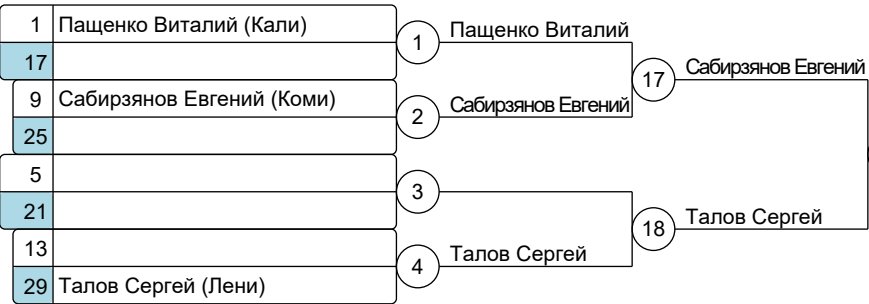 1 Пащенко Виталий (Кали)
17
9 Сабирзянов Евгений (Коми)
25
5
21
13
29 Талов Сергей (Лени)
1 Пащенко Виталий
2 Сабирзянов Евгений
3
4 Талов Сергей
17 Сабирзянов Евгений
18 Талов Сергей